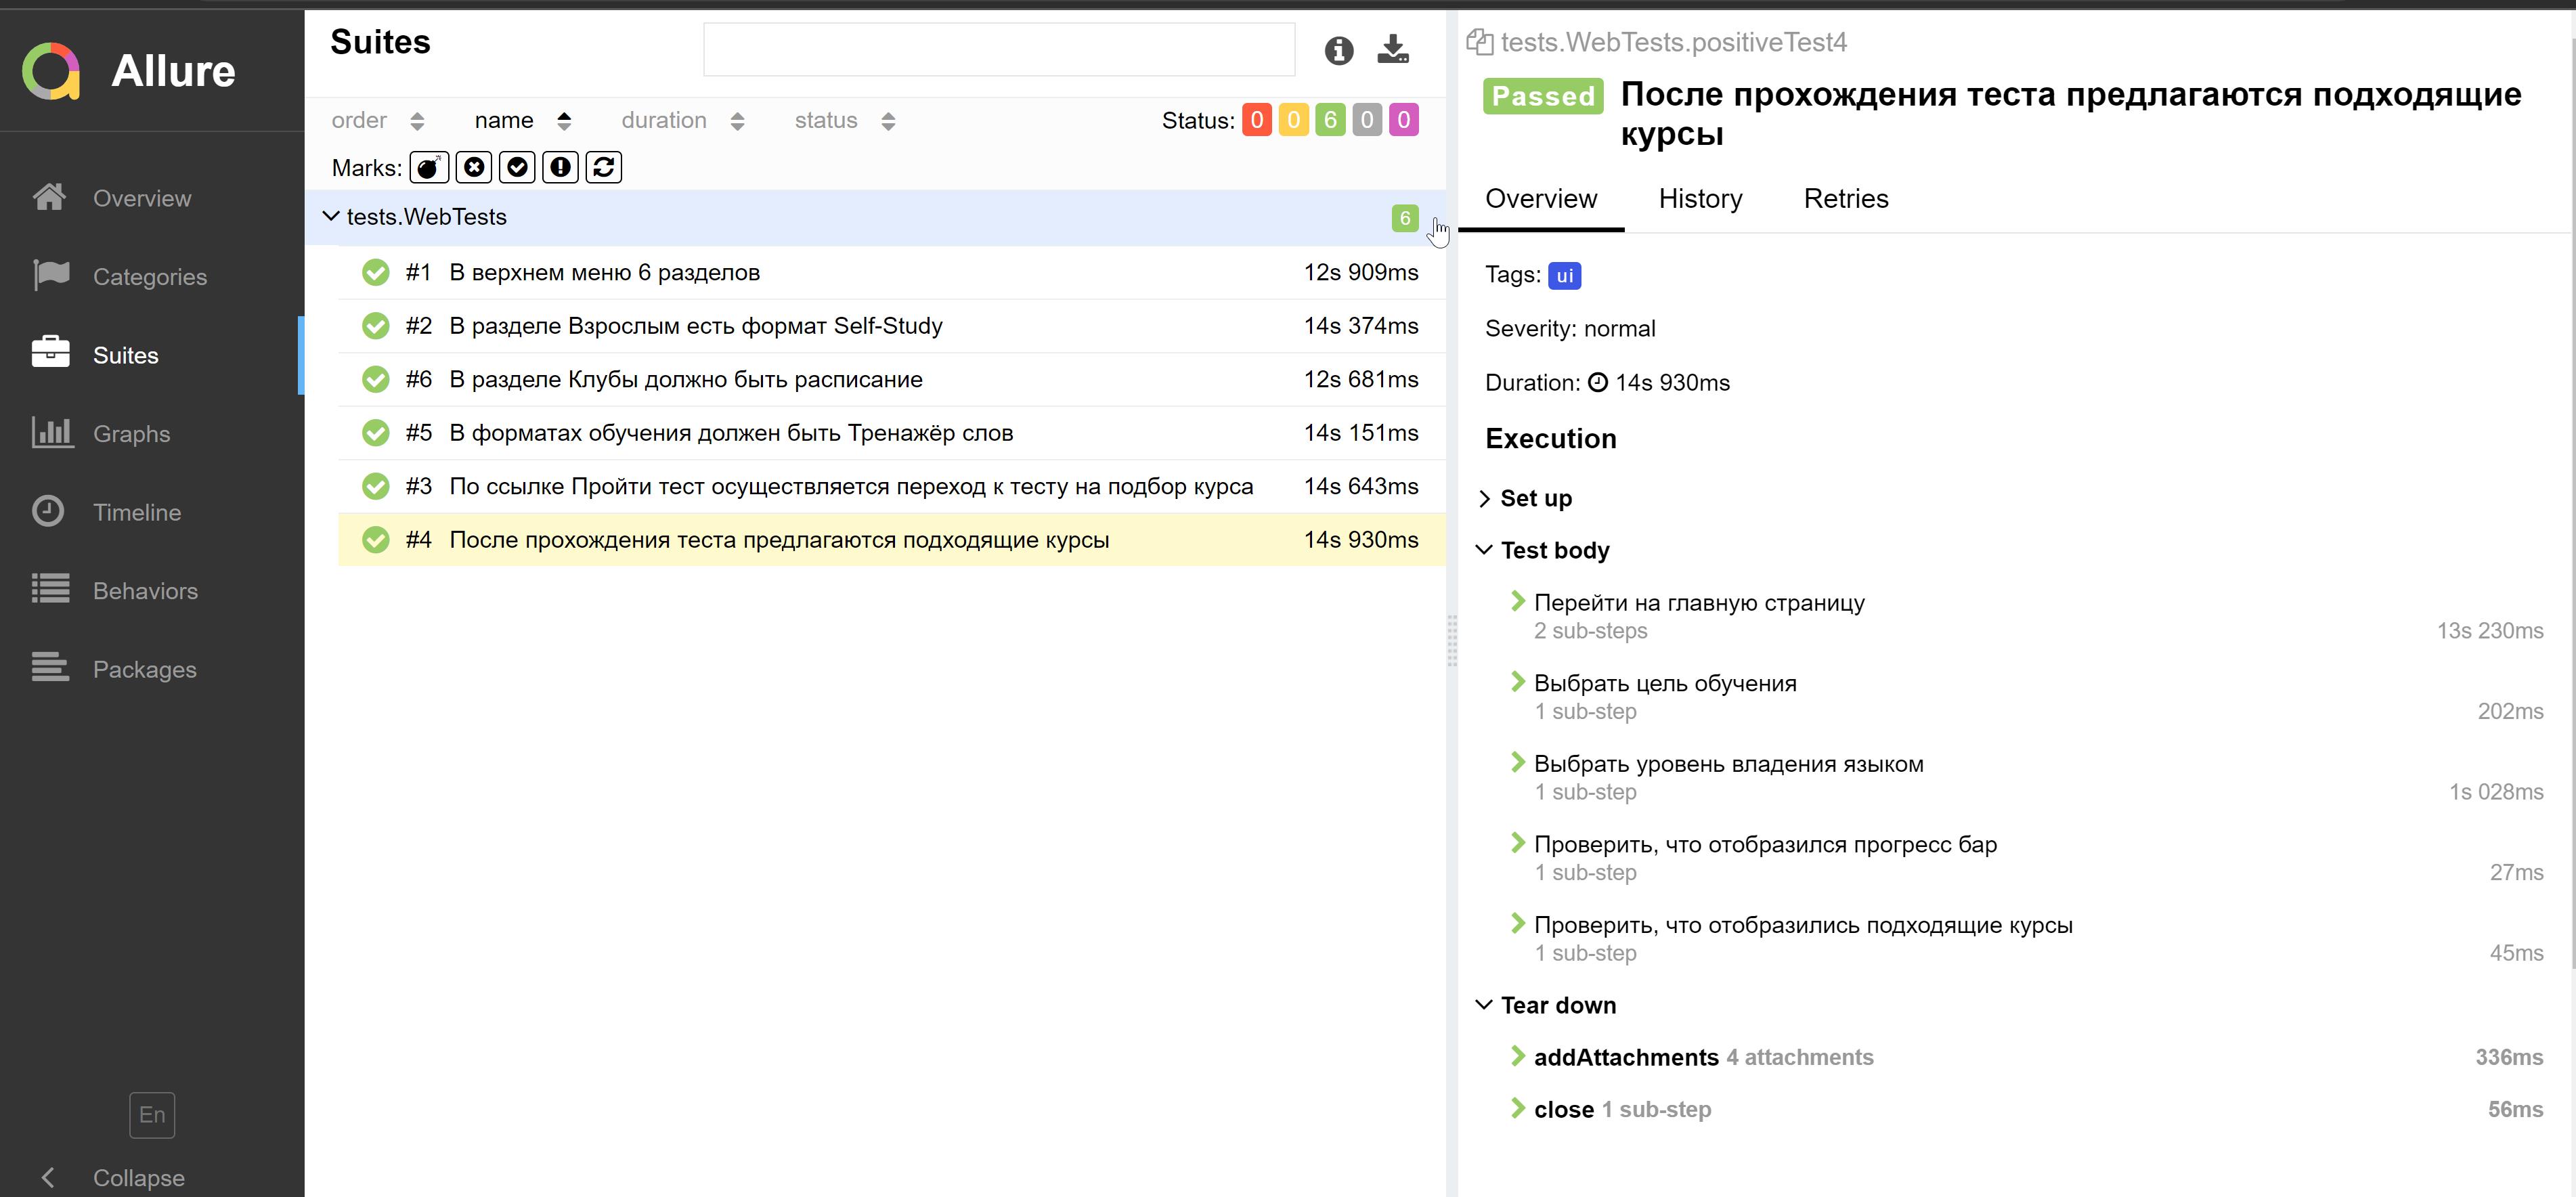 Allure
Overview
Categories
Suites
Graphs
Timeline
Behaviors
Packages
En
Collapse
Suites
order name duration status
Status: 0 0 6 0 0
Marks:
tests.WebTests 6
#1 В верхнем меню 6 разделов 12s 909ms
#2 В разделе Взрослым есть формат Self-Study 14s 374ms
#6 В разделе Клубы должно быть расписание 12s 681ms
#5 В форматах обучения должен быть Тренажёр слов 14s 151ms
#3 По ссылке Пройти тест осуществляется переход к тесту на подбор курса 14s 643ms
#4 После прохождения теста предлагаются подходящие курсы 14s 930ms
tests.WebTests.positiveTest4
Passed После прохождения теста предлагаются подходящие
курсы
Overview History Retries
Tags: ui
Severity: normal
Duration: 14s 930ms
Execution
Set up
Test body
Перейти на главную страницу
2 sub-steps 13s 230ms
Выбрать цель обучения
1 sub-step 202ms
Выбрать уровень владения языком
1 sub-step 1s 028ms
Проверить, что отобразился прогресс бар
1 sub-step 27ms
Проверить, что отобразились подходящие курсы
1 sub-step 45ms
Tear down
addAttachments 4 attachments 336ms
close 1 sub-step 56ms